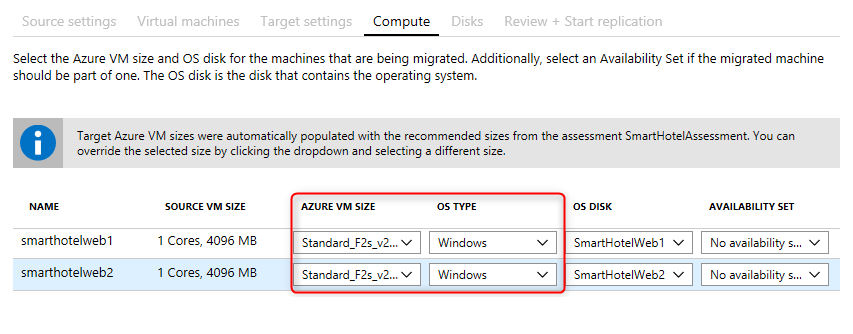 Source settings Virtual machines Target settings Compute Disks Review + Start replication
Select the Azure VM size and OS disk for the machines that are being migrated. Additionally, select an Availability Set if the migrated machine
should be part of one. The OS disk is the disk that contains the operating system.
Target Azure VM sizes were automatically populated with the recommended sizes from the assessment SmartHotelAssessment. You can
override the selected size by clicking the dropdown and selecting a different size.
NAME SOURCE VM SIZE AZURE VM SIZE OS TYPE OS DISK AVAILABILITY SET
smarthotelweb1 1 Cores, 4096 MB Standard_F2s_v2... Windows SmartHotelWeb1 No availability s...
smarthotelweb2 1 Cores, 4096 MB Standard_F2s_v2... Windows SmartHotelWeb2 No availability s...